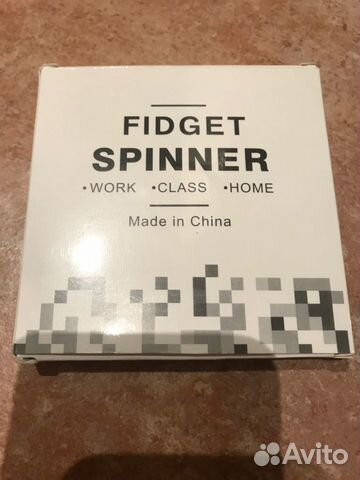 FIDGET
SPINNER
•WORK •CLASS •HOME
Made in China
Avito